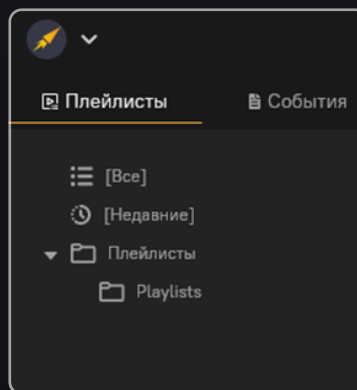 Плейлисты События
[Все]
[Недавние]
Плейлисты
Playlists